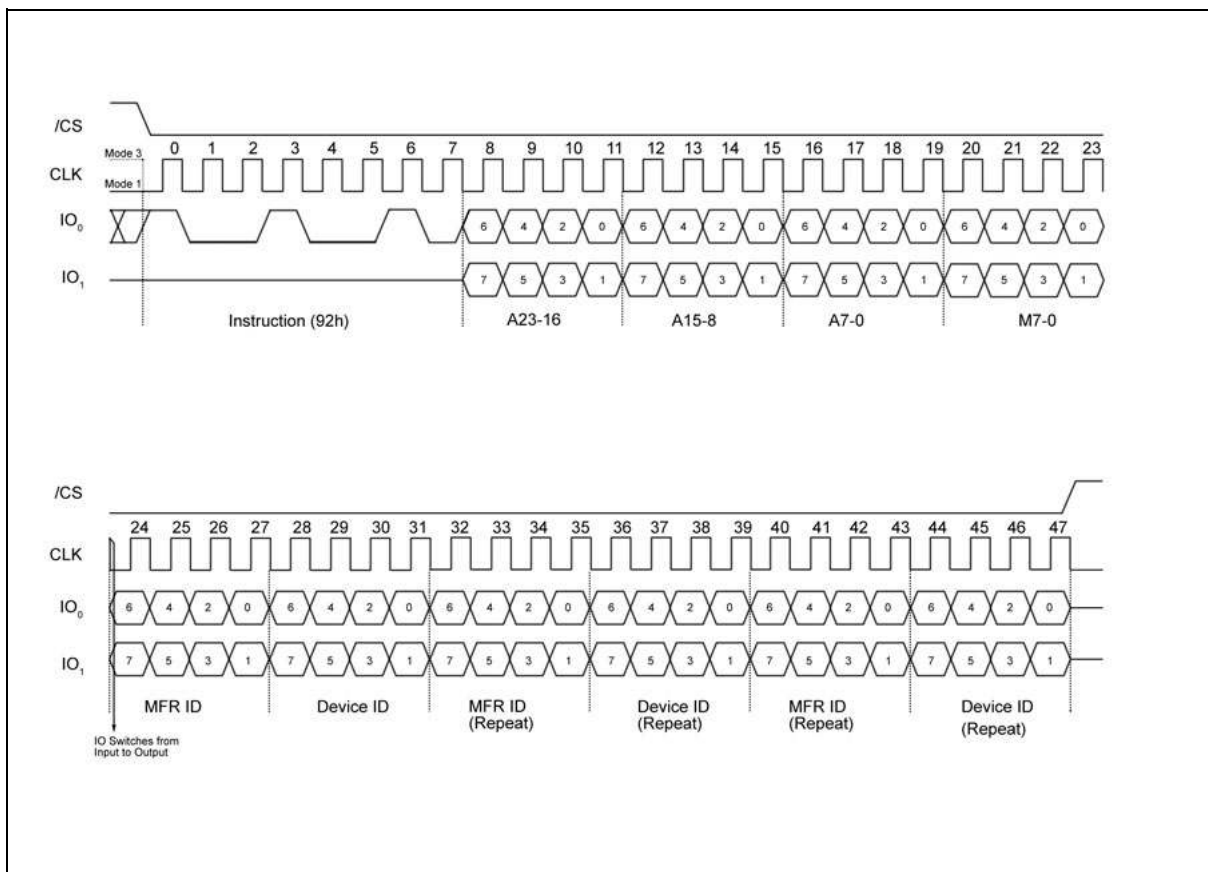 /CS
0 1 2 3 4 5 6 7 8 9 10 11 12 13 14 15 16 17 18 19 20 21 22 23
Mode 3
CLK
Mode 1
IO0
6 4 2 0 6 4 2 0 6 4 2 0 6 4 2 0
IO1
7 5 3 1 7 5 3 1 7 5 3 1 7 5 3 1
Instruction (92h) A23-16 A15-8 A7-0 M7-0
/CS
24 25 26 27 28 29 30 31 32 33 34 35 36 37 38 39 40 41 42 43 44 45 46 47
CLK
IO0
6 4 2 0 6 4 2 0 6 4 2 0 6 4 2 0 6 4 2 0 6 4 2 0
IO1
7 5 3 1 7 5 3 1 7 5 3 1 7 5 3 1 7 5 3 1 7 5 3 1
MFR ID Device ID MFR ID Device ID MFR ID Device ID
(Repeat) (Repeat) (Repeat) (Repeat)
IO Switches from
Input to Output